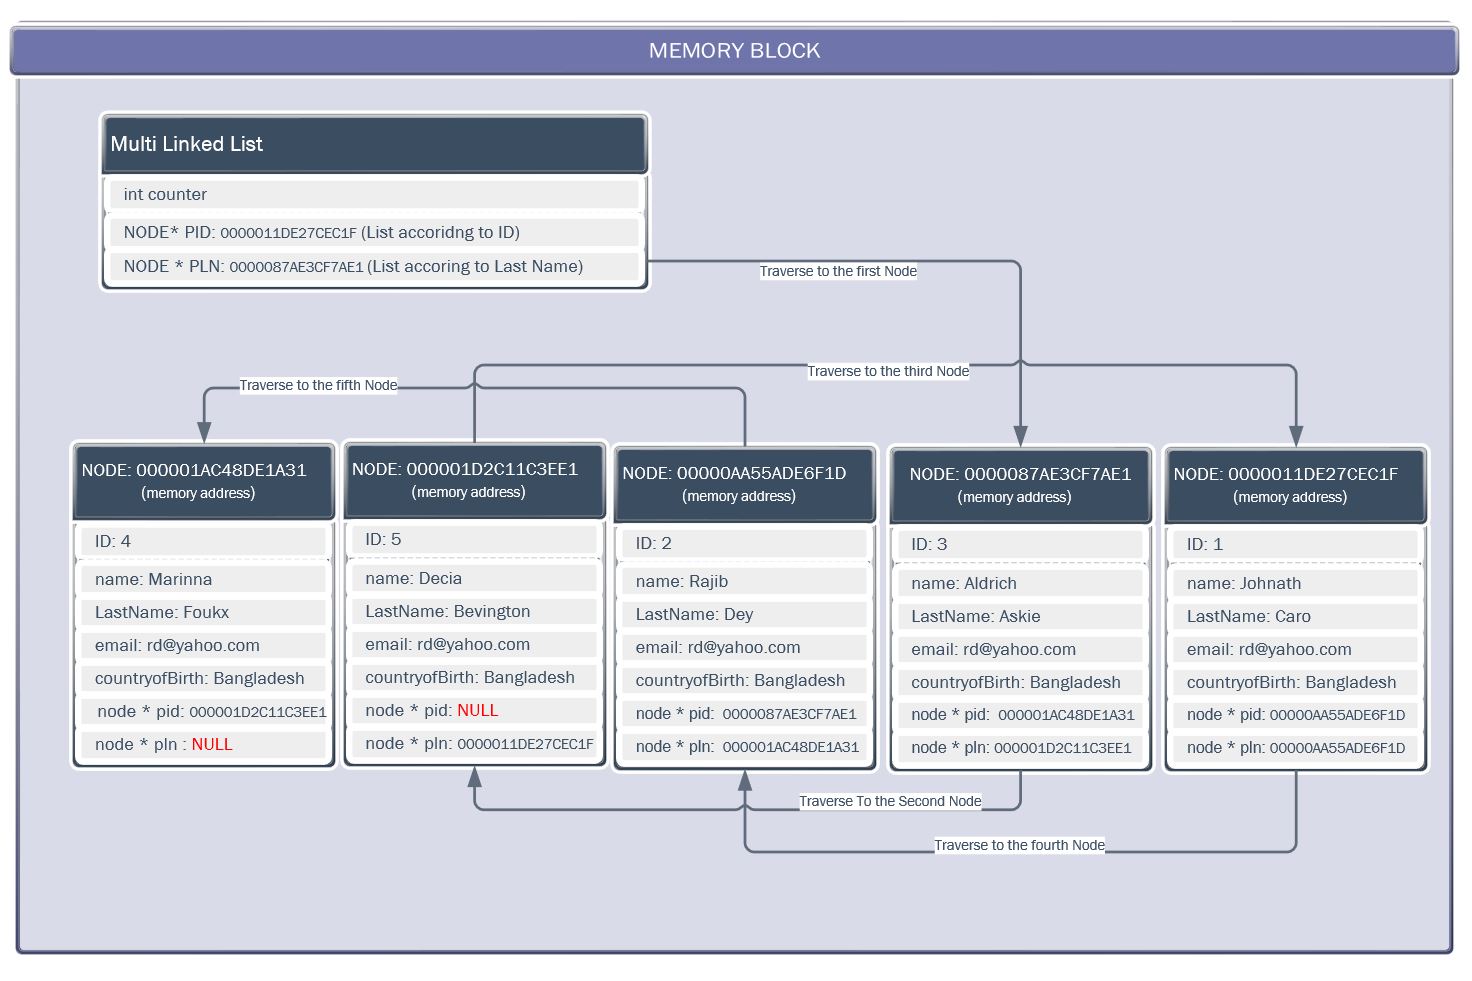 MEMORY BLOCK
Multi Linked List
int counter
NODE* PID: 0000011DE27CEC1F (List accoridng to ID)
NODE * PLN: 0000087AE3CF7AE1 (List accoring to Last Name)
Traverse to the first Node
Traverse to the third Node
Traverse to the fifth Node
NODE: 000001AC48DE1A31
(memory address)
ID: 4
name: Marinna
LastName: Foukx
email: rd@yahoo.com
countryofBirth: Bangladesh
node * pid: 000001D2C11C3EE1
node * pln : NULL
NODE: 000001D2C11C3EE1
(memory address)
ID: 5
name: Decia
LastName: Bevington
email: rd@yahoo.com
countryofBirth: Bangladesh
node * pid: NULL
node * pln: 0000011DE27CEC1F
NODE: 00000AA55ADE6F1D
(memory address)
ID: 2
name: Rajib
LastName: Dey
email: rd@yahoo.com
countryofBirth: Bangladesh
node * pid: 0000087AE3CF7AE1
node * pln: 000001AC48DE1A31
NODE: 0000087AE3CF7AE1
(memory address)
ID: 3
name: Aldrich
LastName: Askie
email: rd@yahoo.com
countryofBirth: Bangladesh
node * pid: 000001AC48DE1A31
node * pln: 000001D2C11C3EE1
NODE: 0000011DE27CEC1F
(memory address)
ID: 1
name: Johnath
LastName: Caro
email: rd@yahoo.com
countryofBirth: Bangladesh
node * pid: 00000AA55ADE6F1D
node * pln: 00000AA55ADE6F1D
Traverse To the Second Node
Traverse to the fourth Node